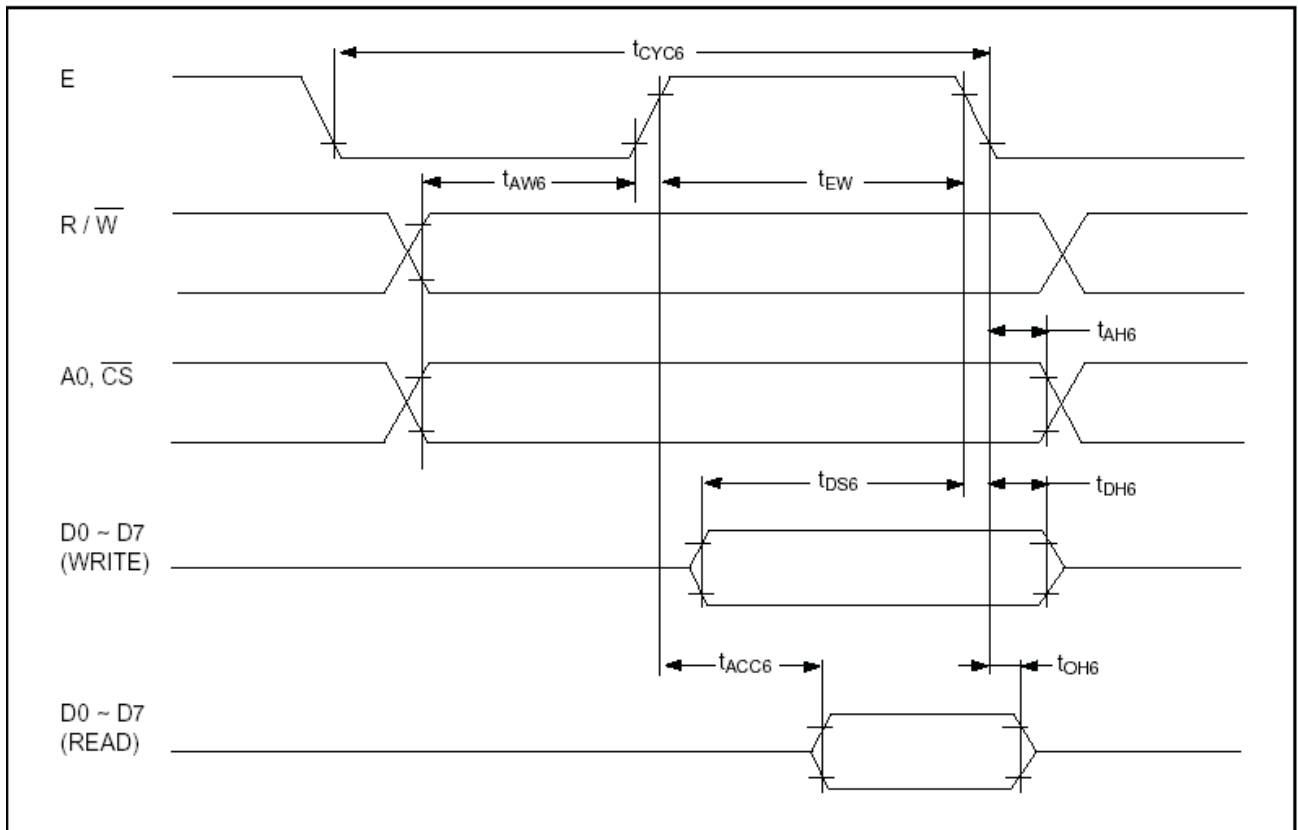 tCYC6
E
tAW6
tEW
R / W
tAH6
A0, CS
tDS6
tDH6
D0 ~ D7
(WRITE)
tACC6
tOH6
D0 ~ D7
(READ)